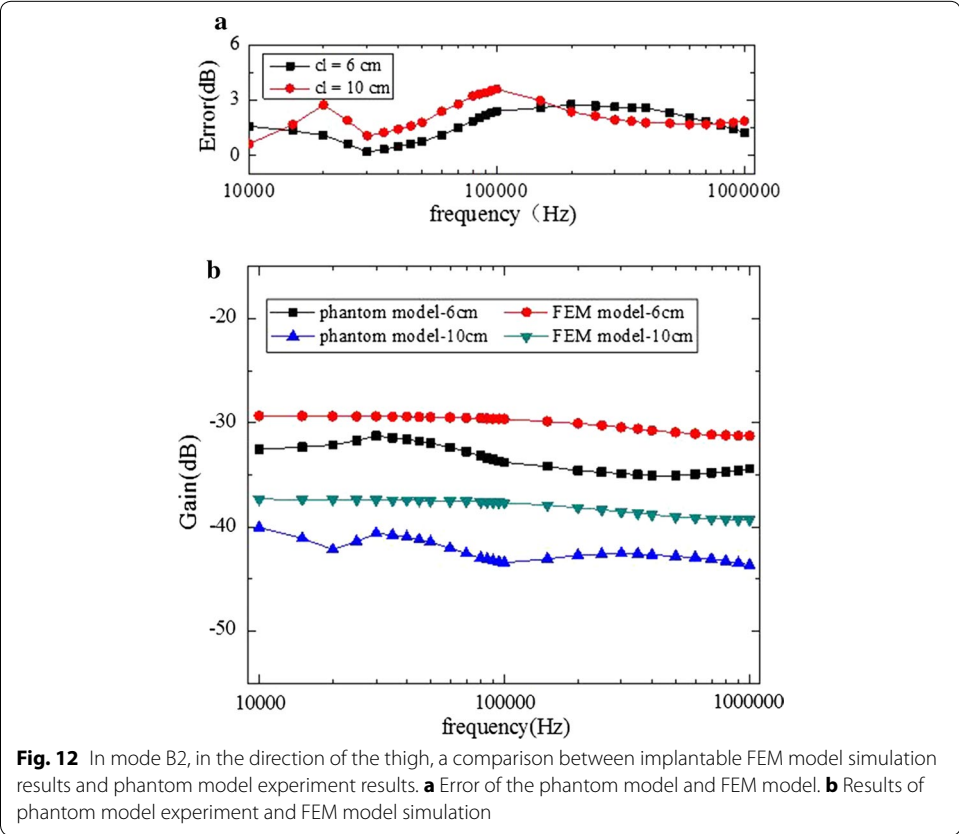 a
6
3
0
Error(dB)
cl = 6 cm
cl = 10 cm
10000 100000 1000000
frequency（Hz)
b
-20
-30
-40
-50
Gain(dB)
phantom model-6cm FEM model-6cm
phantom model-10cm FEM model-10cm
10000 100000 1000000
frequency(Hz)
Fig. 12 In mode B2, in the direction of the thigh, a comparison between implantable FEM model simulation
results and phantom model experiment results. a Error of the phantom model and FEM model. b Results of
phantom model experiment and FEM model simulation